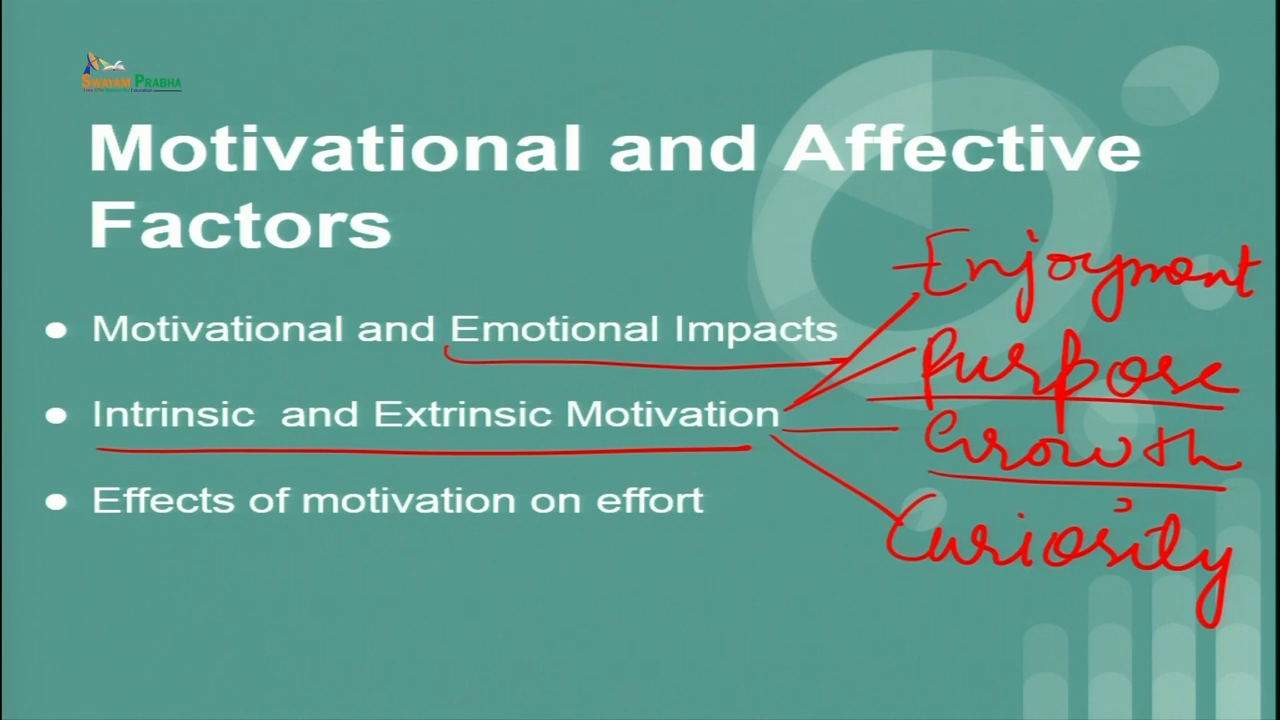 SWAYAM PRABHA
Motivational and Affective
Factors
Enjoyment
Motivational and Emotional Impacts
Purpose
Intrinsic and Extrinsic Motivation
Growth
Effects of motivation on effort
Curiosity